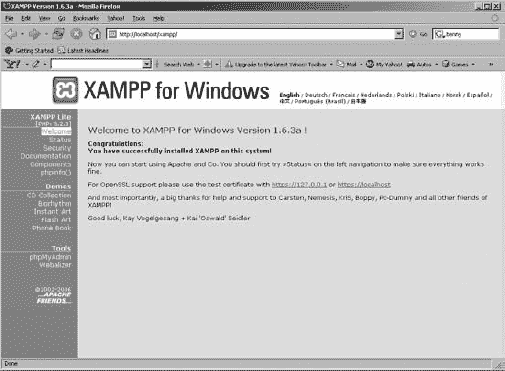 XAMPP Version 1.6.3a - Mozilla Firefox
File Edit View Go Bookmarks Yahoo! Tools Help
http://localhost/xampp/ Go
Getting Started Latest Headlines
Search Web Upgrade to the latest Yahoo! Toolbar Mail My Yahoo! Autos Games
XAMPP for Windows
English / Deutsch / Francais / Nederlands / Polski / Italiano / Norsk / Español /
中文 / Português (Brasil) / 日本語
XAMPP Lite
[PHP: 5.2.3]
Welcome
Status
Security
Documentation
Components
phpinfo()
Demos
CD Collection
Biorhythm
Instant Art
Flash Art
Phone Book
Tools
phpMyAdmin
Webalizer
...APACHE
FRIENDS...
Welcome to XAMPP for Windows Version 1.6.3a !
Congratulations:
You have successfully installed XAMPP on this system!
Now you can start using Apache and Co. You should first try »Status« on the left navigation to make sure everything works
fine.
For OpenSSL support please use the test certificate with https://127.0.0.1 or https://localhost
And most importantly, a big thanks for help and support to Carsten, Nemesis, KriS, Boppy, Pc-Dummy and all other friends of
XAMPP!
Good luck, Kay Vogelgesang + Kai 'Oswald' Seidler
Done